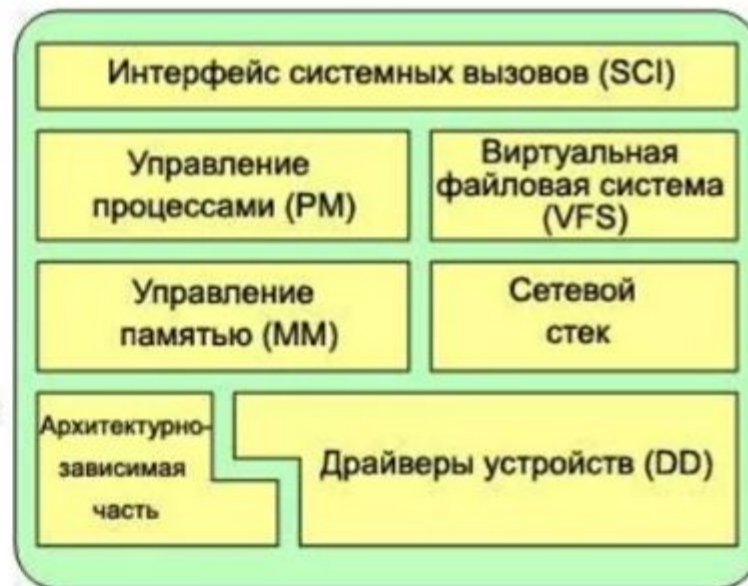 Интерфейс системных вызовов (SCI)
Управление
процессами (PM)
Виртуальная
файловая система
(VFS)
Управление
памятью (MM)
Сетевой
стек
Архитектурно-
зависимая
часть
Драйверы устройств (DD)